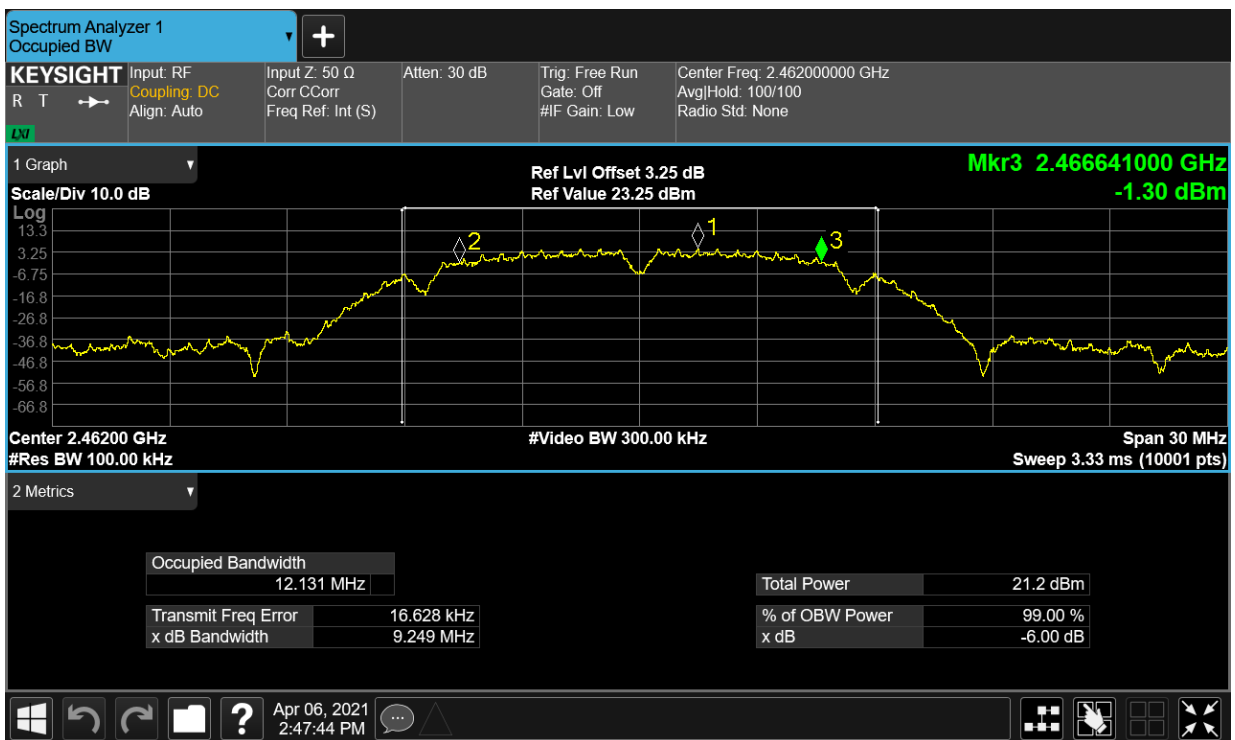 Spectrum Analyzer 1
Occupied BW
KEYSIGHT
R T
LXI
Input: RF
Coupling: DC
Align: Auto
Input Z: 50 Ω
Corr CCorr
Freq Ref: Int (S)
Atten: 30 dB
Trig: Free Run
Gate: Off
#IF Gain: Low
Center Freq: 2.462000000 GHz
Avg|Hold: 100/100
Radio Std: None
1 Graph
Scale/Div 10.0 dB
Ref Lvl Offset 3.25 dB
Ref Value 23.25 dBm
Mkr3 2.466641000 GHz
-1.30 dBm
Log
13.3
3.25
-6.75
-16.8
-26.8
-36.8
-46.8
-56.8
-66.8
2
1
3
Center 2.46200 GHz
#Video BW 300.00 kHz
Span 30 MHz
#Res BW 100.00 kHz
Sweep 3.33 ms (10001 pts)
2 Metrics
Occupied Bandwidth
12.131 MHz
Total Power 21.2 dBm
Transmit Freq Error 16.628 kHz
% of OBW Power 99.00 %
x dB Bandwidth 9.249 MHz
x dB -6.00 dB
?
Apr 06, 2021
2:47:44 PM